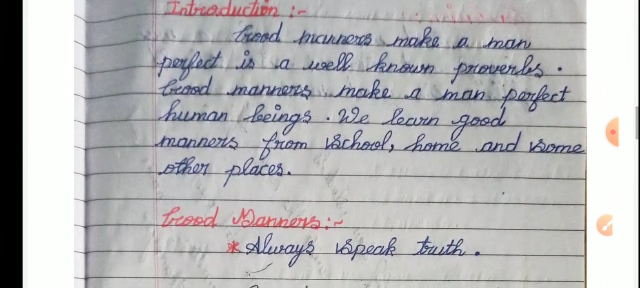 Introduction :-
Good manners make a man
perfect is a well known proverbs.
Good manners make a man perfect
human beings. We learn good
manners from school, home and some
other places.
Good Manners:-
* Always speak truth.